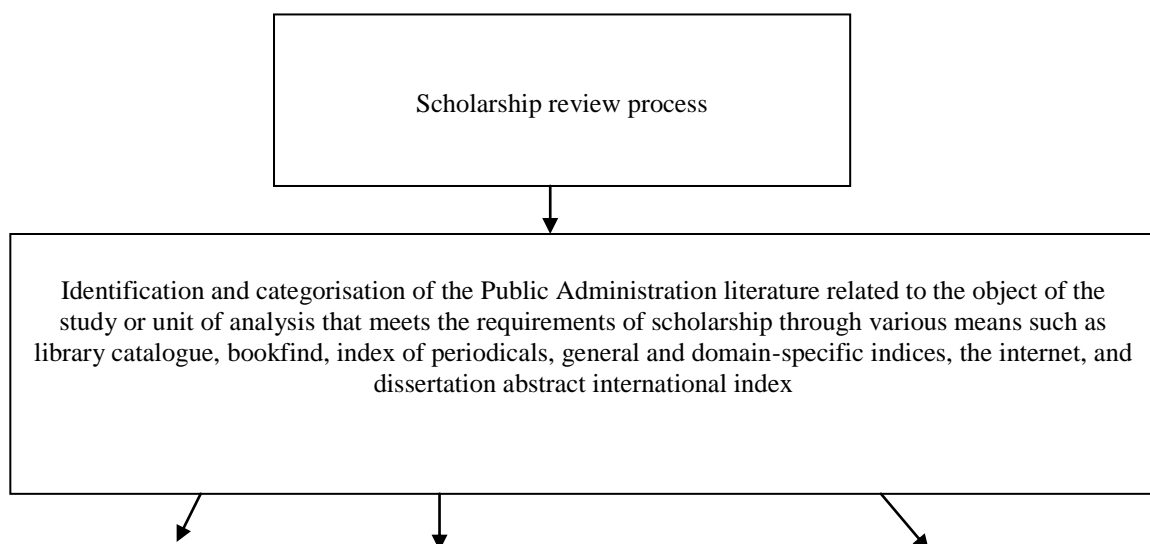 Scholarship review process
Identification and categorisation of the Public Administration literature related to the object of the
study or unit of analysis that meets the requirements of scholarship through various means such as
library catalogue, bookfind, index of periodicals, general and domain-specific indices, the internet, and
dissertation abstract international index